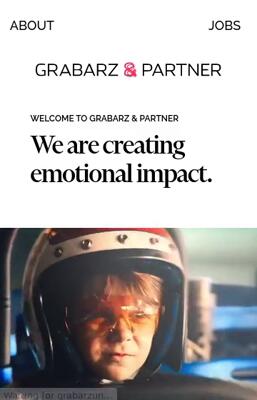 ABOUT JOBS
GRABARZ & PARTNER
WELCOME TO GRABARZ & PARTNER
We are creating
emotional impact.
Waiting for grabarzun...